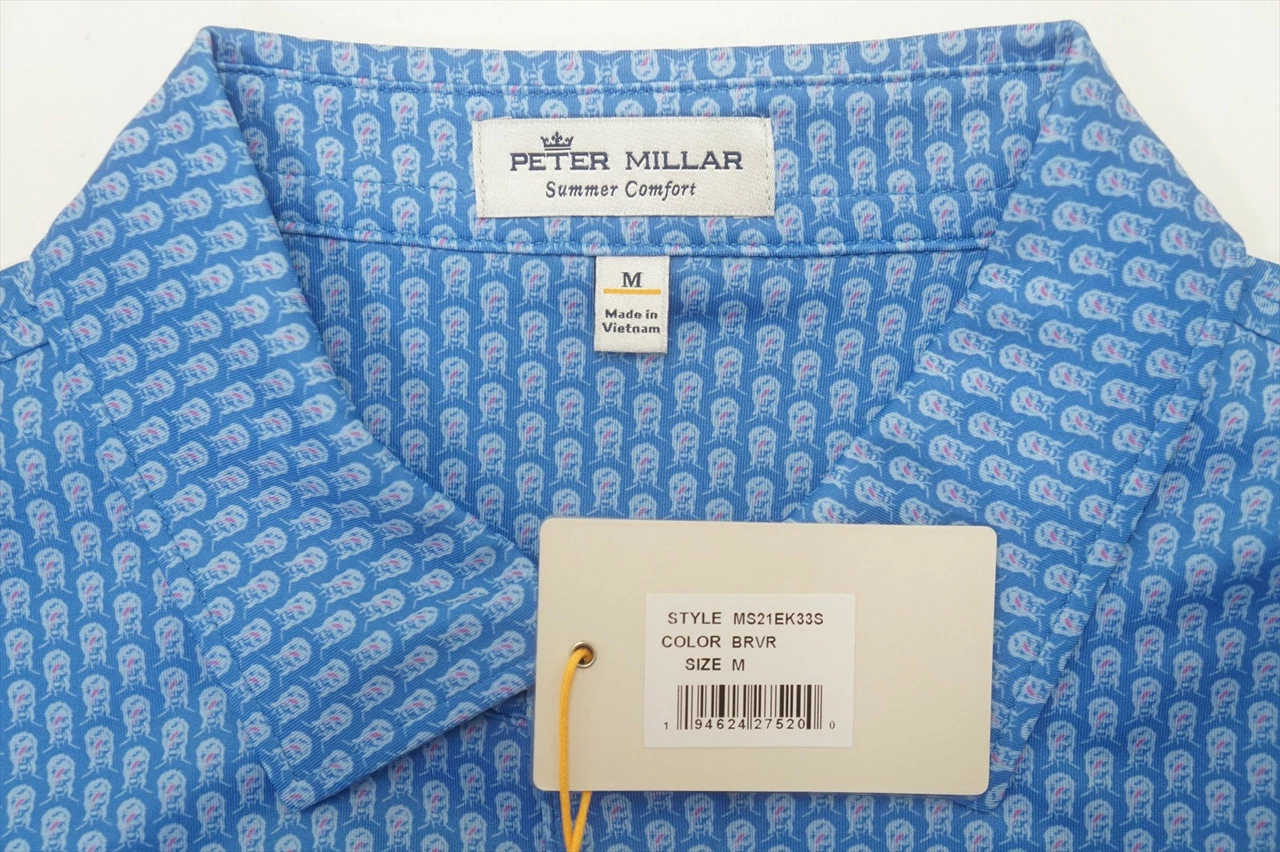 PETER MILLAR
Summer Comfort
M
Made in
Vietnam
STYLE MS21EK33S
COLOR BRVR
SIZE M
1 94624 27520 0